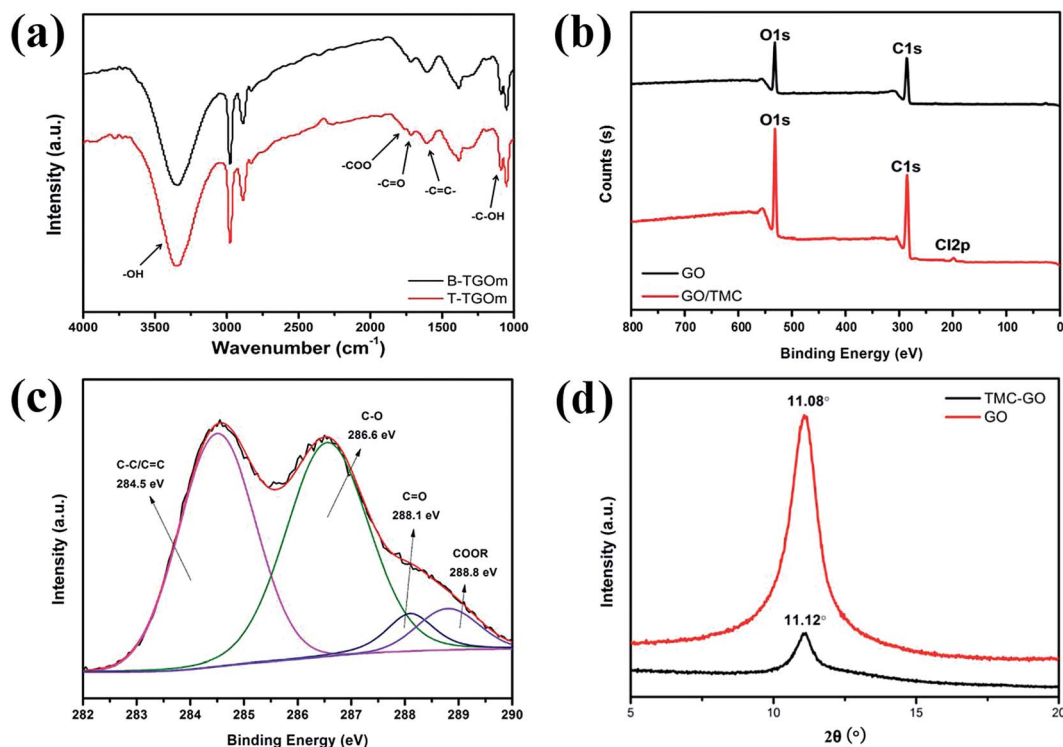 (a)
Intensity (a.u.)
-COO
-C=O
-C=C-
-C-OH
-OH
B-TGOm
T-TGOm
4000 3500 3000 2500 2000 1500 1000
Wavenumber (cm⁻¹)
(b)
Counts (s)
O1s
C1s
O1s
C1s
Cl2p
GO
GO/TMC
800 700 600 500 400 300 200 100 0
Binding Energy (eV)
(c)
Intensity (a.u.)
C-C/C=C
284.5 eV
C-O
286.6 eV
C=O
288.1 eV
COOR
288.8 eV
282 283 284 285 286 287 288 289 290
Binding Energy (eV)
(d)
Intensity (a.u.)
11.08°
11.12°
TMC-GO
GO
5 10 15 20
2θ (°)